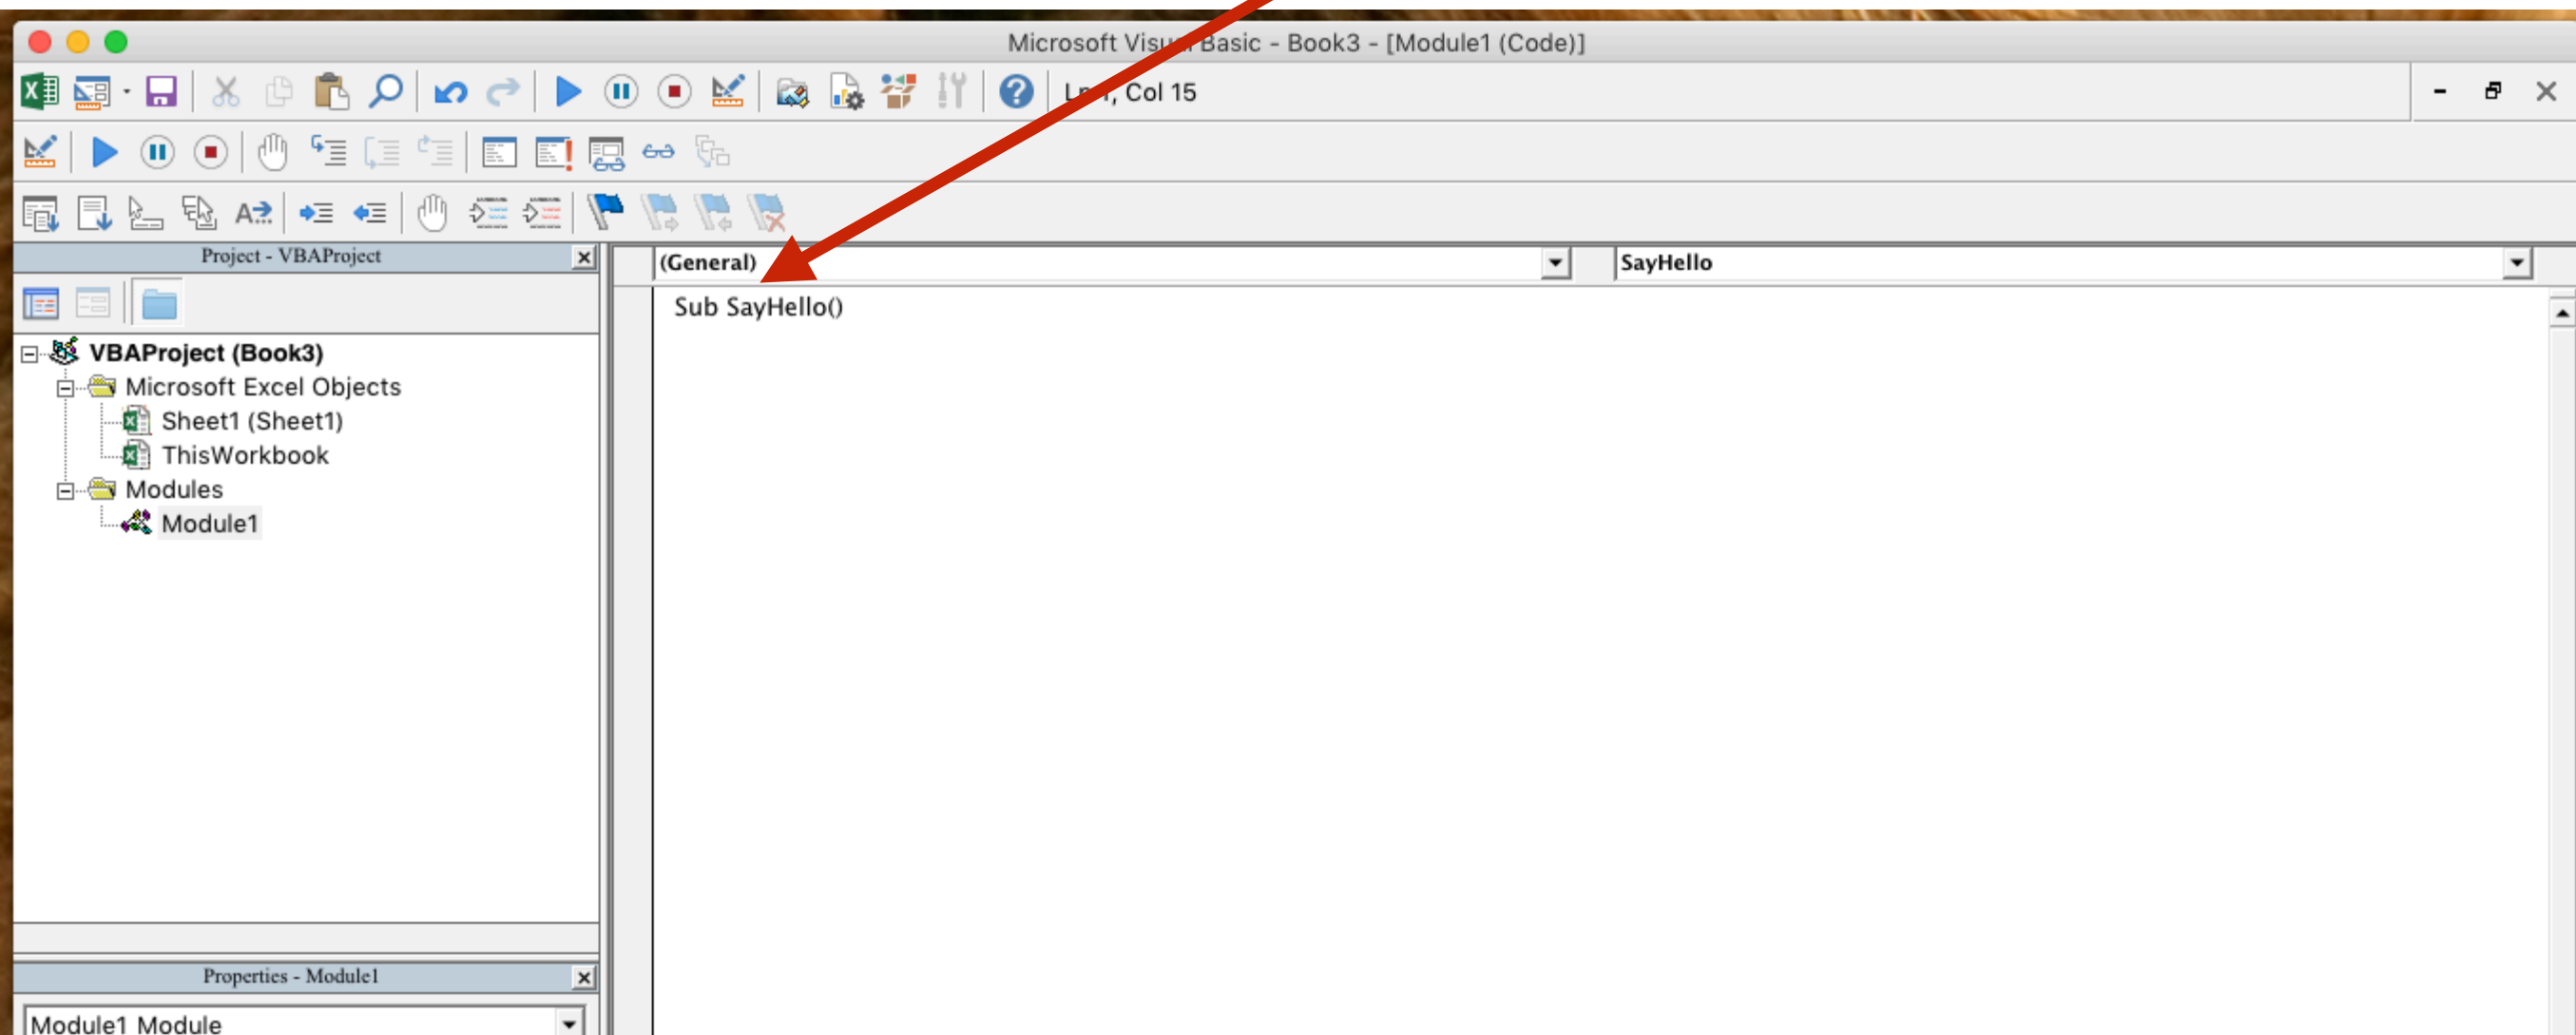 Microsoft Visual Basic - Book3 - [Module1 (Code)]
Col 15
Project - VBAProject
(General)
SayHello
Sub SayHello()
VBAProject (Book3)
Microsoft Excel Objects
Sheet1 (Sheet1)
ThisWorkbook
Modules
Module1
Properties - Module1
Module1 Module